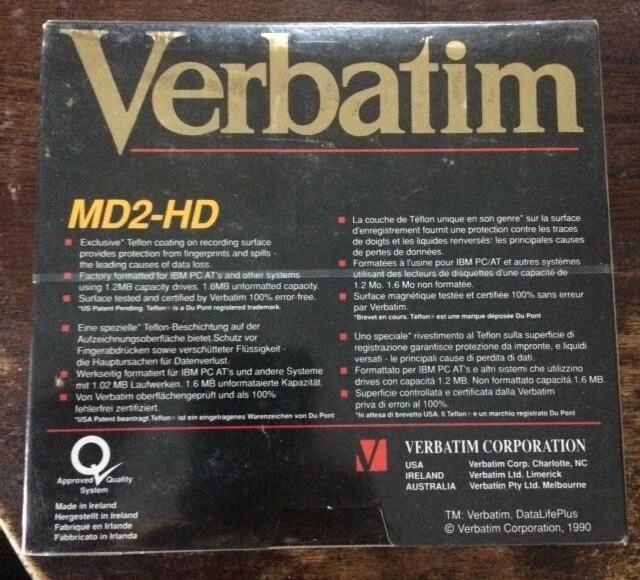 Verbatim
MD2-HD
Exclusive* Teflon coating on recording surface
provides protection from fingerprints and spills -
the leading causes of data loss.
Factory formatted for IBM PC AT's and other systems
using 1.2MB capacity drives. 1.6MB unformatted capacity.
Surface tested and certified by Verbatim 100% error-free.
*US Patent Pending. Teflon® is a Du Pont registered trademark.
Eine spezielle* Teflon-Beschichtung auf der
Aufzeichnungsoberfläche bietet Schutz vor
Fingerabdrücken sowie verschütteter Flüssigkeit -
die Hauptursachen für Datenverlust.
Werkseitig formatiert für IBM PC AT's und andere Systeme
mit 1.02 MB Laufwerken. 1.6 MB unformataierte Kapazität.
Von Verbatim oberflächengeprüft und als 100%
fehlerfrei zertifiziert.
*USA Patent beantragt.Teflon® ist ein eingetragenes Warenzeichen von Du Pont
La couche de Téflon unique en son genre* sur la surface
d'enregistrement fournit une protection contre les traces
de doigts et les liquides renversés: les principales causes
de pertes de données.
Formatées à l'usine pour IBM PC/AT et autres systèmes
utilisant des lecteurs de disquettes d'une capacité de
1.2 Mo. 1.6 Mo non formatée.
Surface magnétique testée et certifiée 100% sans erreur
par Verbatim.
*Brevet en cours. Teflon® est une marque déposée Du Pont
Uno speciale* rivestimento al Teflon sulla superficie di
registrazione garantisce protezione da impronte, e liquidi
versati - le principali cause di perdita di dati.
Formattato per IBM PC AT's e altri sistemi che utilizzino
drives con capacità 1.2 MB. Non formattato capacità 1.6 MB.
Superficie controllata e certificata dalla Verbatim
priva di errori al 100%.
*In attesa di brevetto USA. Il Teflon® e un marchio registrato Du Pont
Q
Approved Quality
System
Made in Ireland
Hergestellt in Ireland
Fabriqué en Irlande
Fabbricato in Irlanda
V VERBATIM CORPORATION
USA Verbatim Corp. Charlotte, NC
IRELAND Verbatim Ltd. Limerick
AUSTRALIA Verbatim Pty Ltd. Melbourne
TM: Verbatim, DataLifePlus
© Verbatim Corporation, 1990